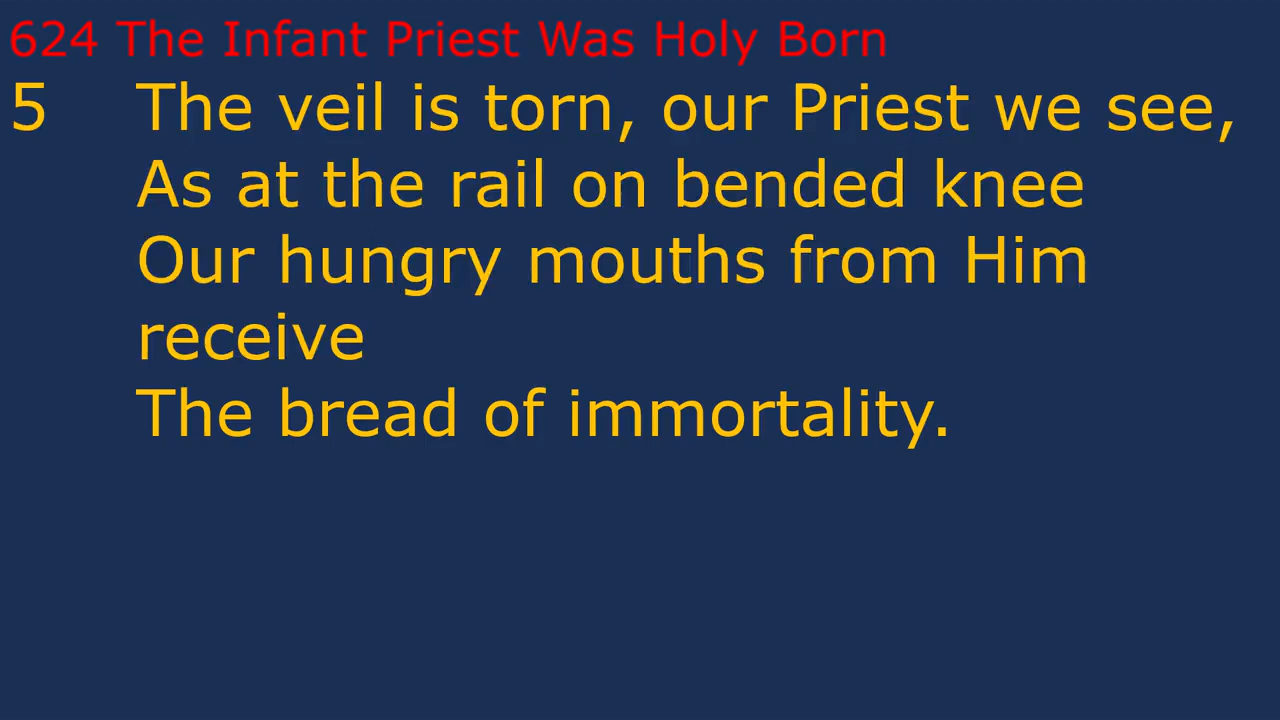 624 The Infant Priest Was Holy Born
5 The veil is torn, our Priest we see,
As at the rail on bended knee
Our hungry mouths from Him
receive
The bread of immortality.